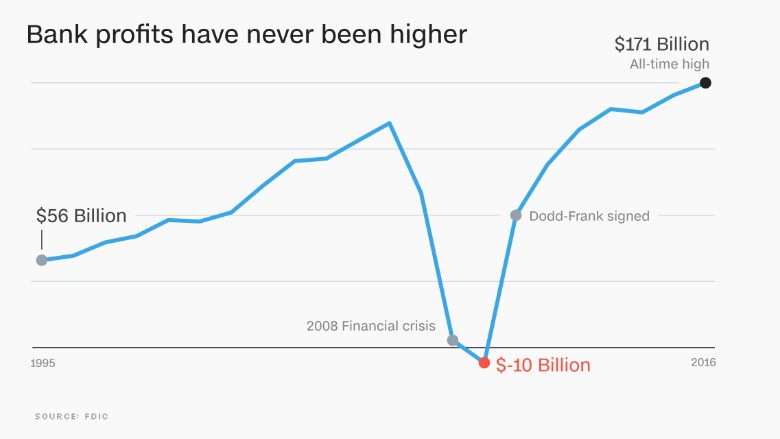 Bank profits have never been higher
$171 Billion
All-time high
$56 Billion
Dodd-Frank signed
2008 Financial crisis
$-10 Billion
1995
2016
SOURCE: FDIC